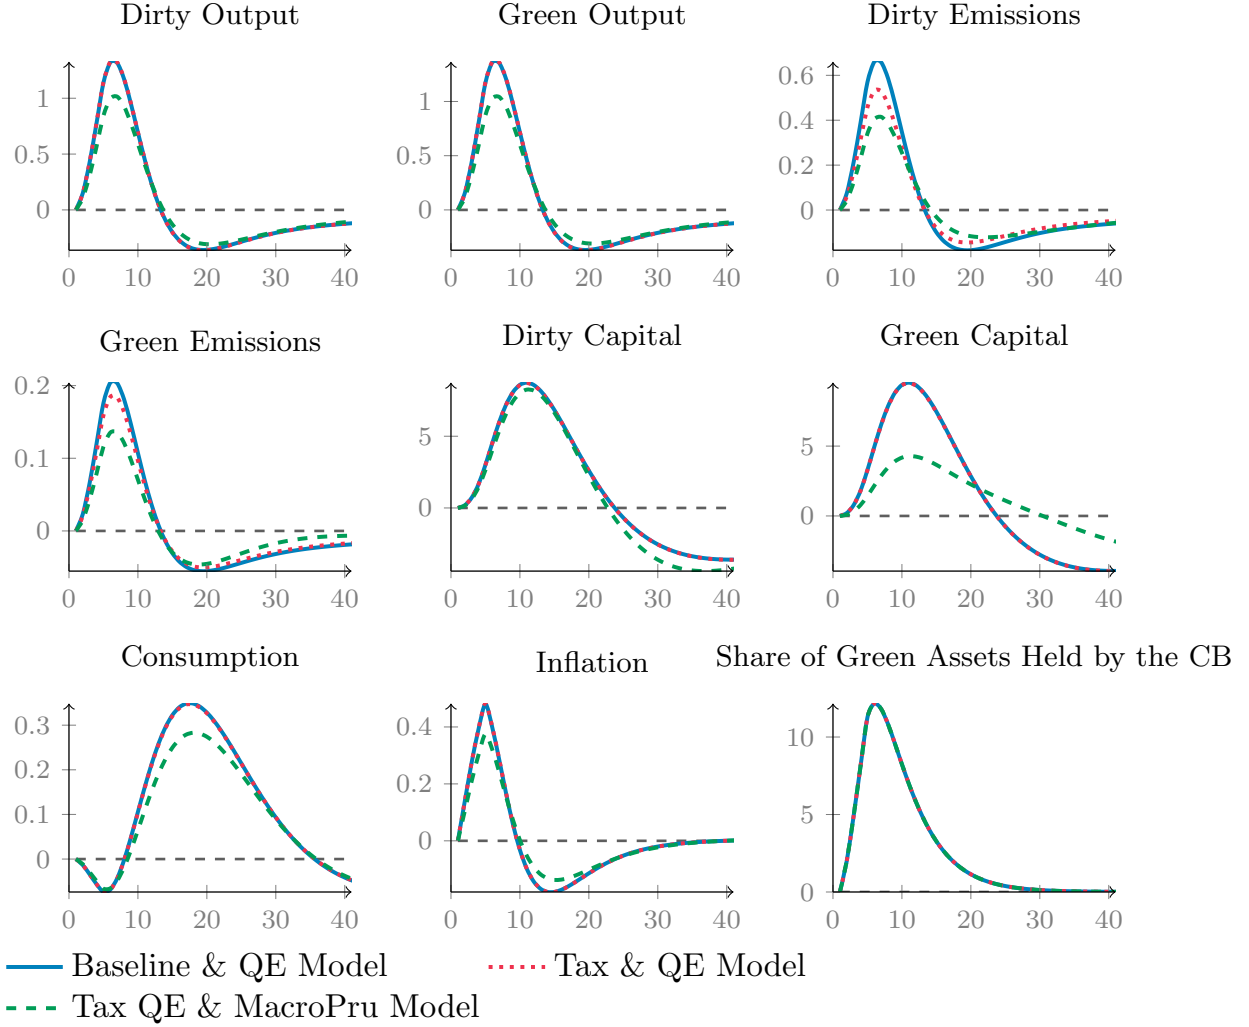 Dirty Output
Green Output
Dirty Emissions
1
0.5
0
0 10 20 30 40
1
0.5
0
0 10 20 30 40
0.6
0.4
0.2
0
0 10 20 30 40
Green Emissions
Dirty Capital
Green Capital
0.2
0.1
0
0 10 20 30 40
5
0
0 10 20 30 40
5
0
0 10 20 30 40
Consumption
Inflation
Share of Green Assets Held by the CB
0.3
0.2
0.1
0
0 10 20 30 40
0.4
0.2
0
0 10 20 30 40
10
5
0
0 10 20 30 40
Baseline & QE Model
Tax & QE Model
Tax QE & MacroPru Model